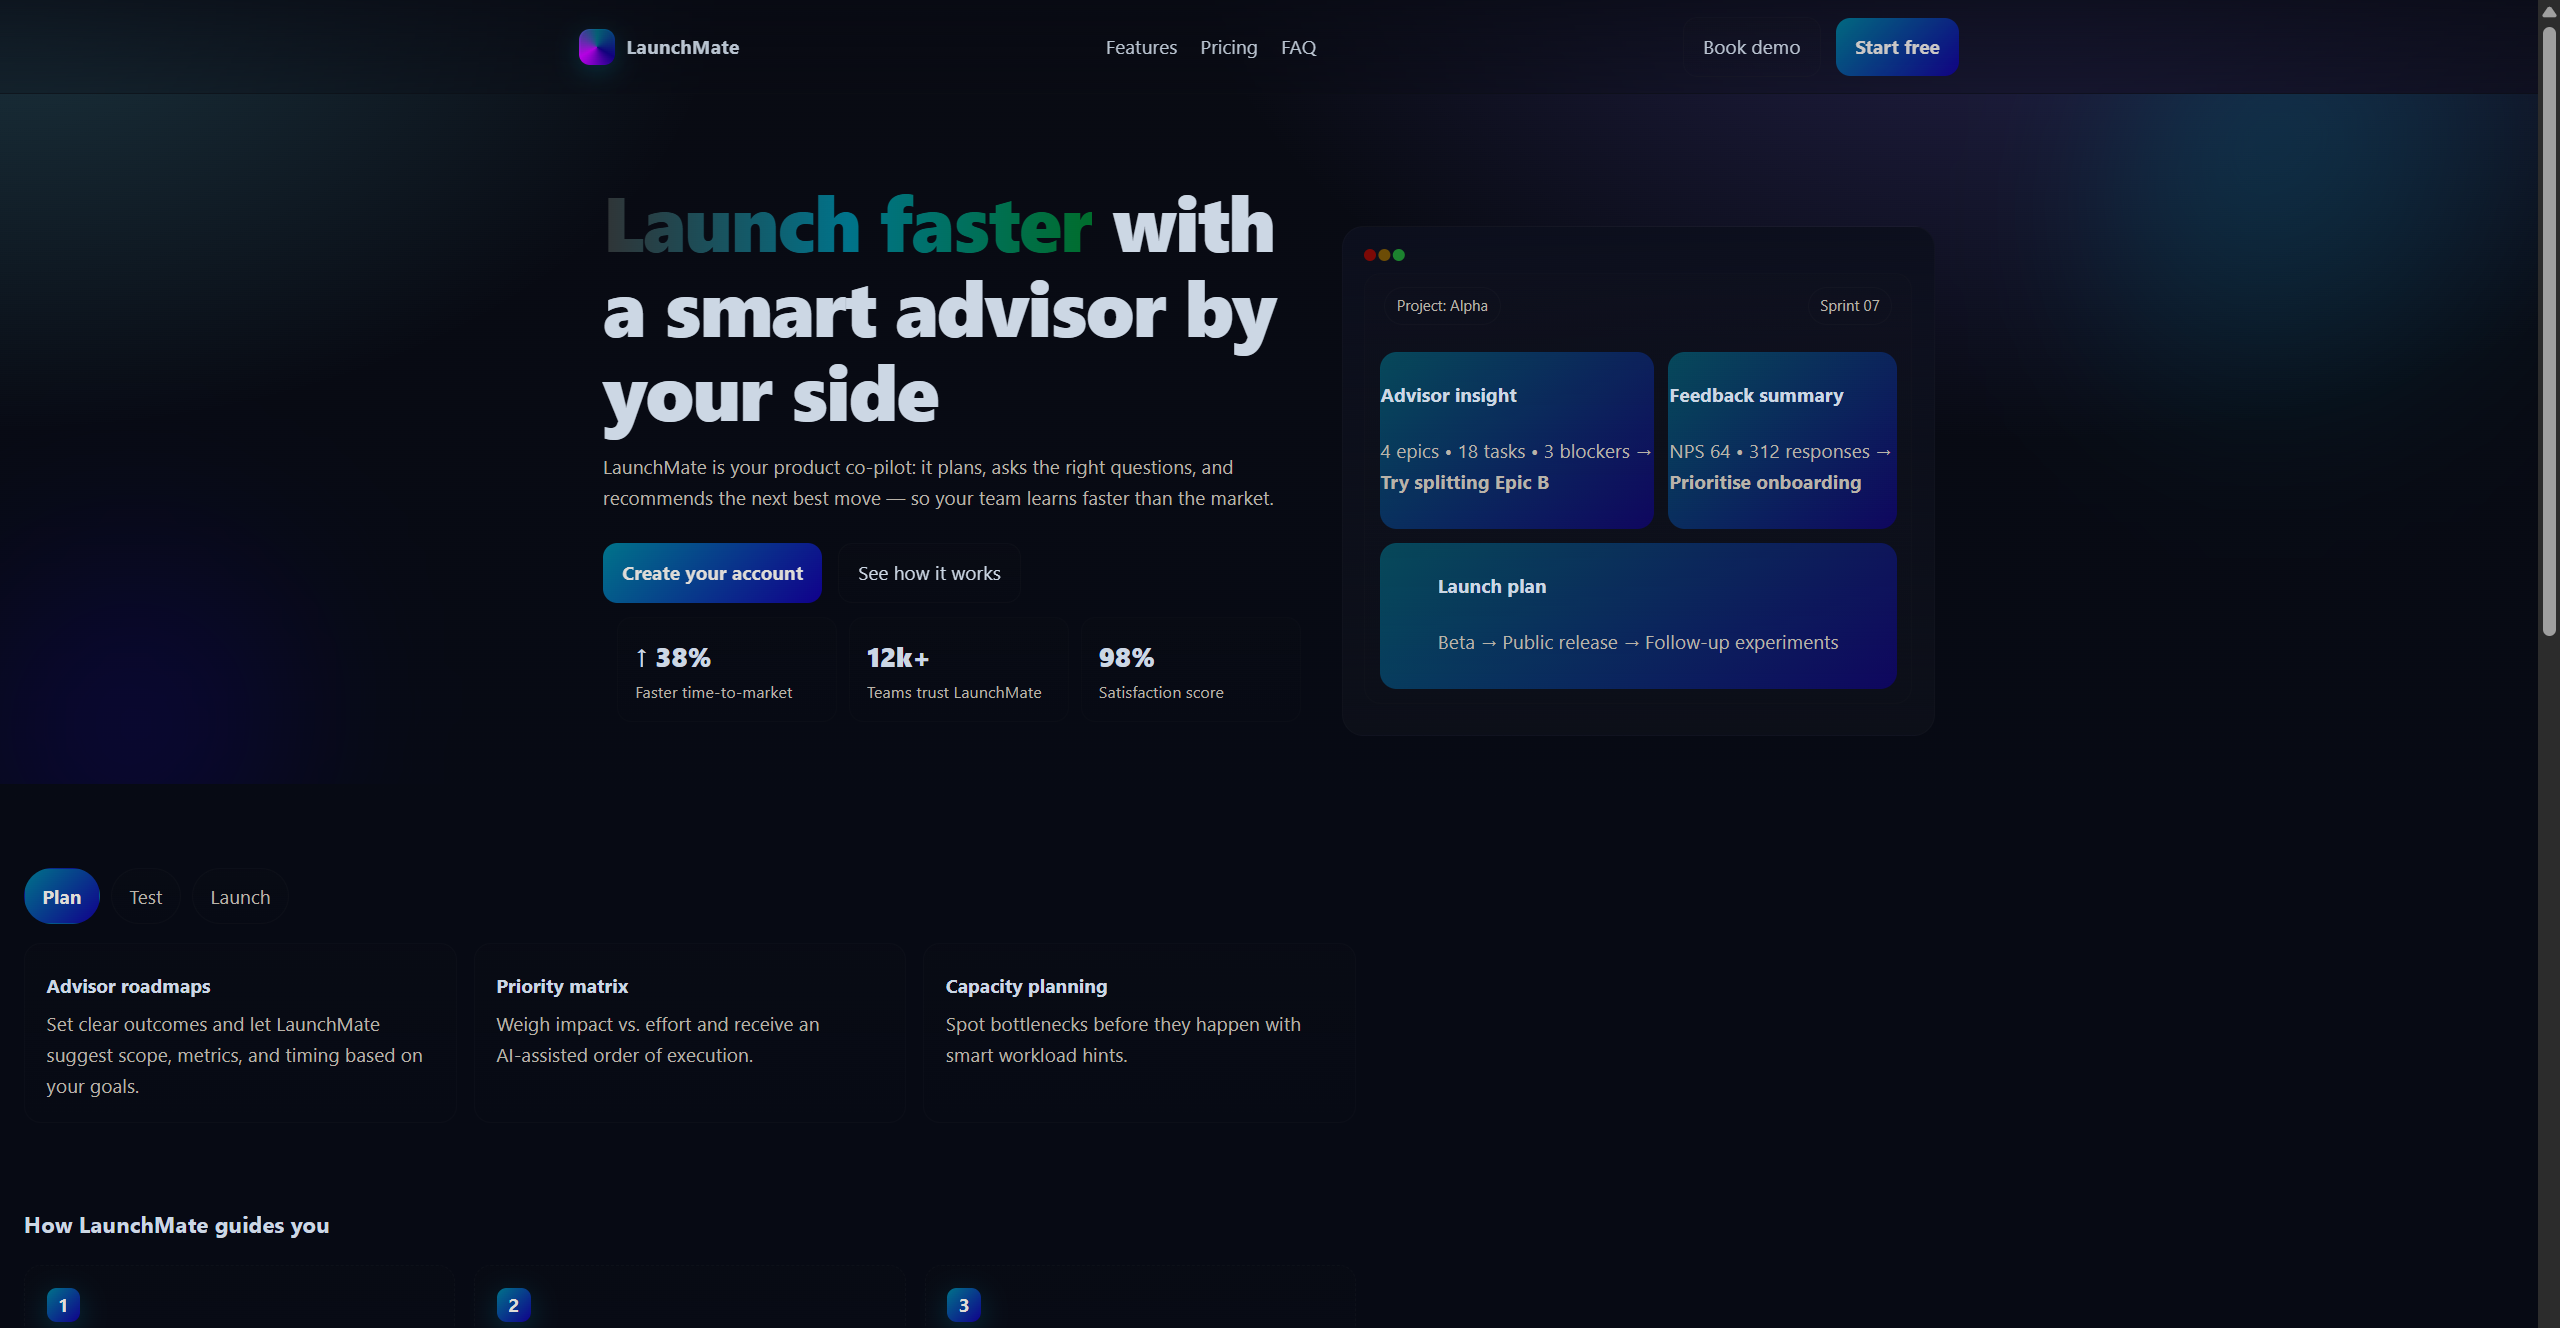 LaunchMate
Features Pricing FAQ
Book demo
Start free
Launch faster with
a smart advisor by
your side
LaunchMate is your product co-pilot: it plans, asks the right questions, and
recommends the next best move — so your team learns faster than the market.
Create your account
See how it works
↑ 38%
Faster time-to-market
12k+
Teams trust LaunchMate
98%
Satisfaction score
Project: Alpha
Sprint 07
Advisor insight
4 epics • 18 tasks • 3 blockers →
Try splitting Epic B
Feedback summary
NPS 64 • 312 responses →
Prioritise onboarding
Launch plan
Beta → Public release → Follow-up experiments
Plan
Test
Launch
Advisor roadmaps
Set clear outcomes and let LaunchMate
suggest scope, metrics, and timing based on
your goals.
Priority matrix
Weigh impact vs. effort and receive an
AI-assisted order of execution.
Capacity planning
Spot bottlenecks before they happen with
smart workload hints.
How LaunchMate guides you
1
2
3